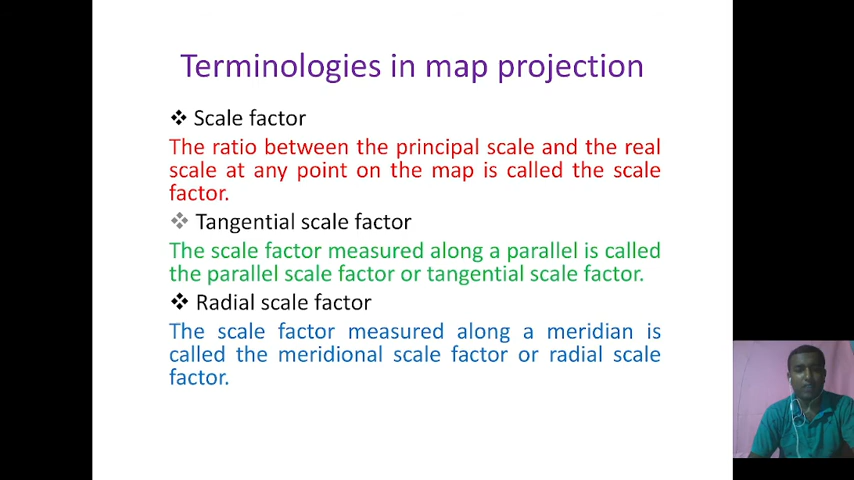 Terminologies in map projection
❖ Scale factor
The ratio between the principal scale and the real
scale at any point on the map is called the scale
factor.
❖ Tangential scale factor
The scale factor measured along a parallel is called
the parallel scale factor or tangential scale factor.
❖ Radial scale factor
The scale factor measured along a meridian is
called the meridional scale factor or radial scale
factor.